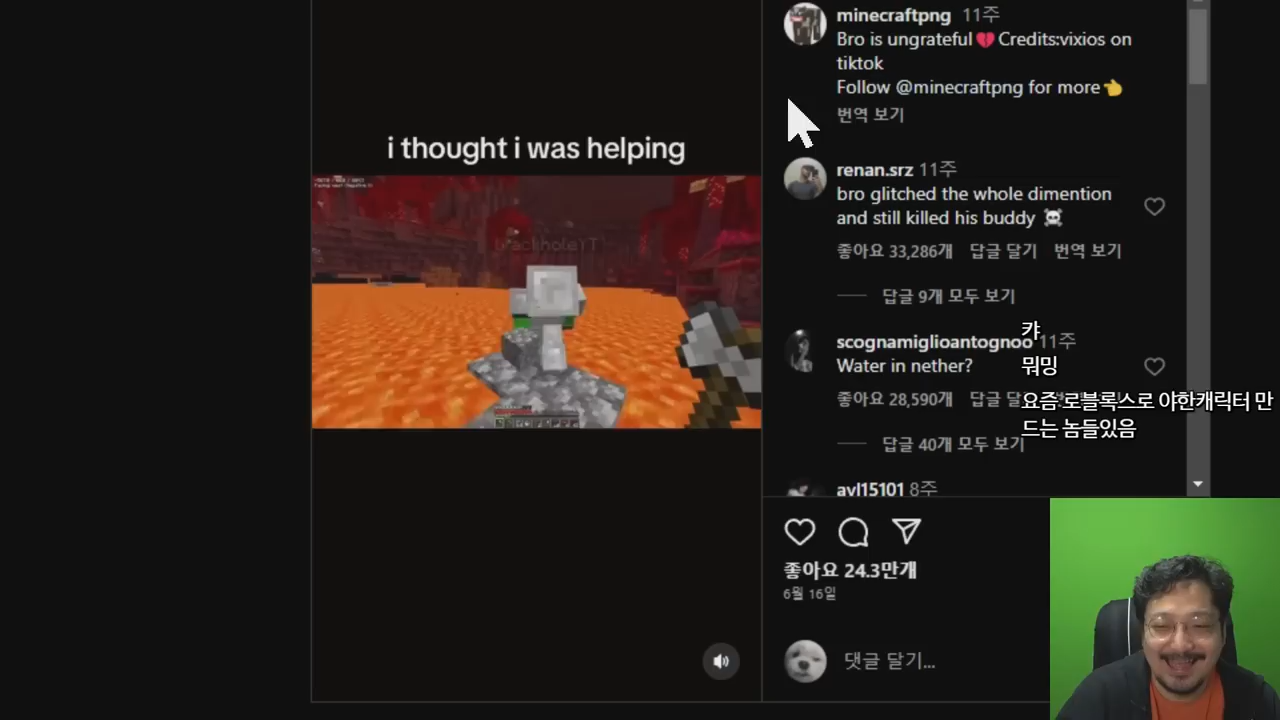 i thought i was helping
minecraftpng 11주
Bro is ungrateful💔Credits:vixios on
tiktok
Follow @minecraftpng for more👈
번역 보기
renan.srz 11주
bro glitched the whole dimention
and still killed his buddy ☠️
좋아요 33,286개 답글 달기 번역 보기
답글 9개 모두 보기
scognamiglioantognoo 11주
Water in nether?
좋아요 28,590개 답글 달
답글 40개 모두 보기
avl15101 8주
캬
뭐밍
요즘 로블록스로 야한캐릭터 만
드는 놈들있음
좋아요 24.3만개
6월 16일
댓글 달기...